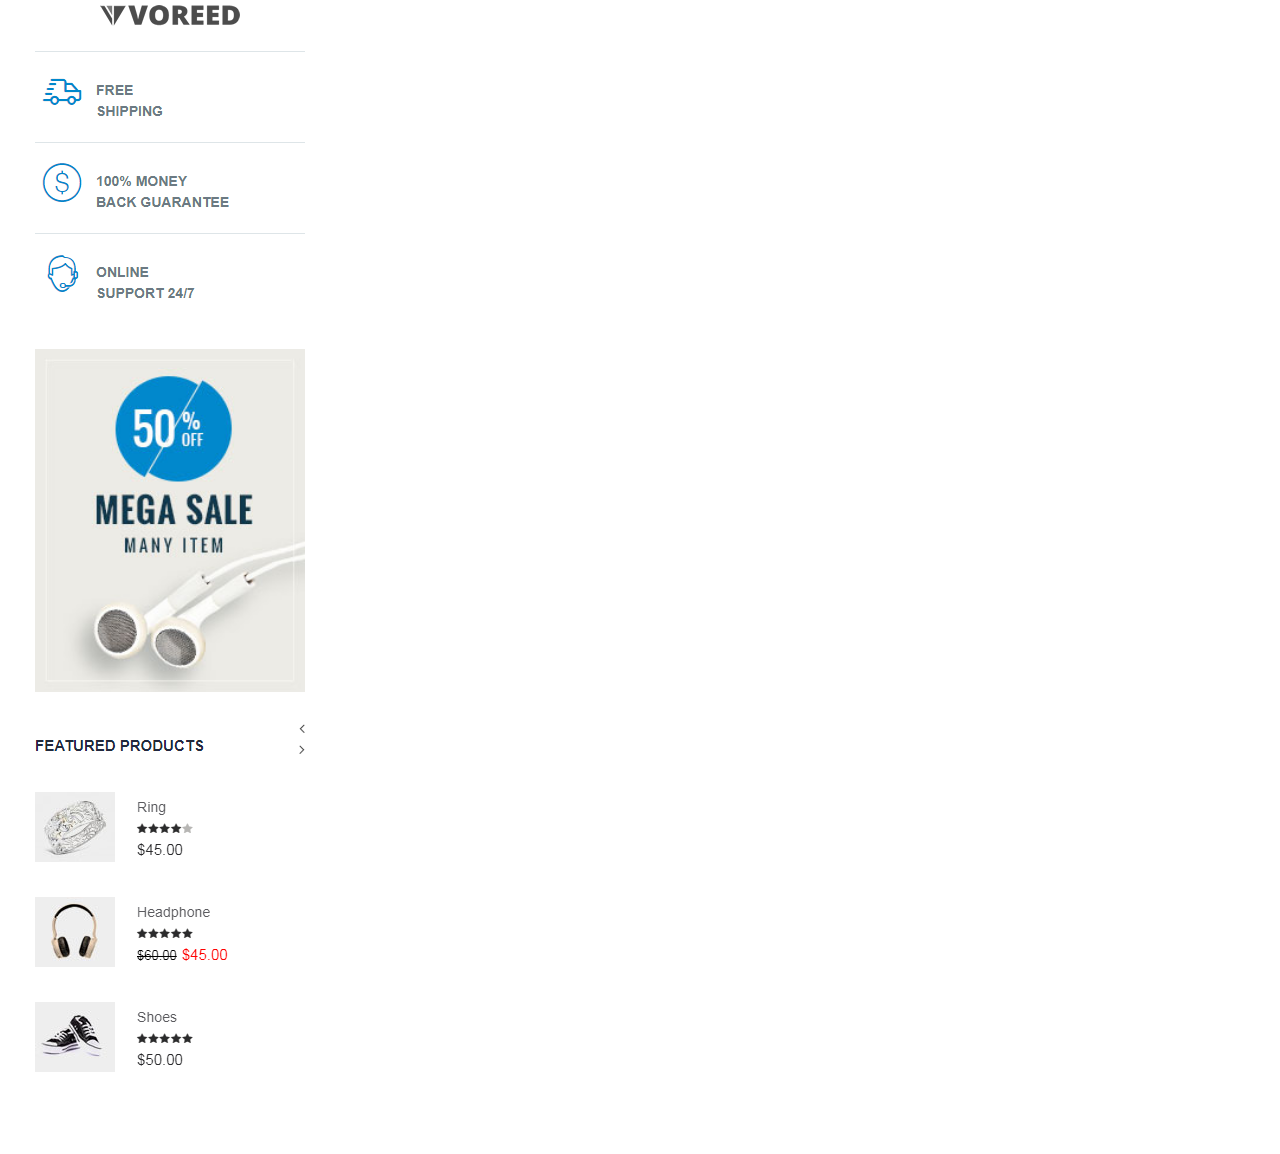 VOREED
FREE
SHIPPING
100% MONEY
BACK GUARANTEE
ONLINE
SUPPORT 24/7
50% OFF
MEGA SALE
MANY ITEM
FEATURED PRODUCTS
Ring
$45.00
Headphone
$60.00 $45.00
Shoes
$50.00